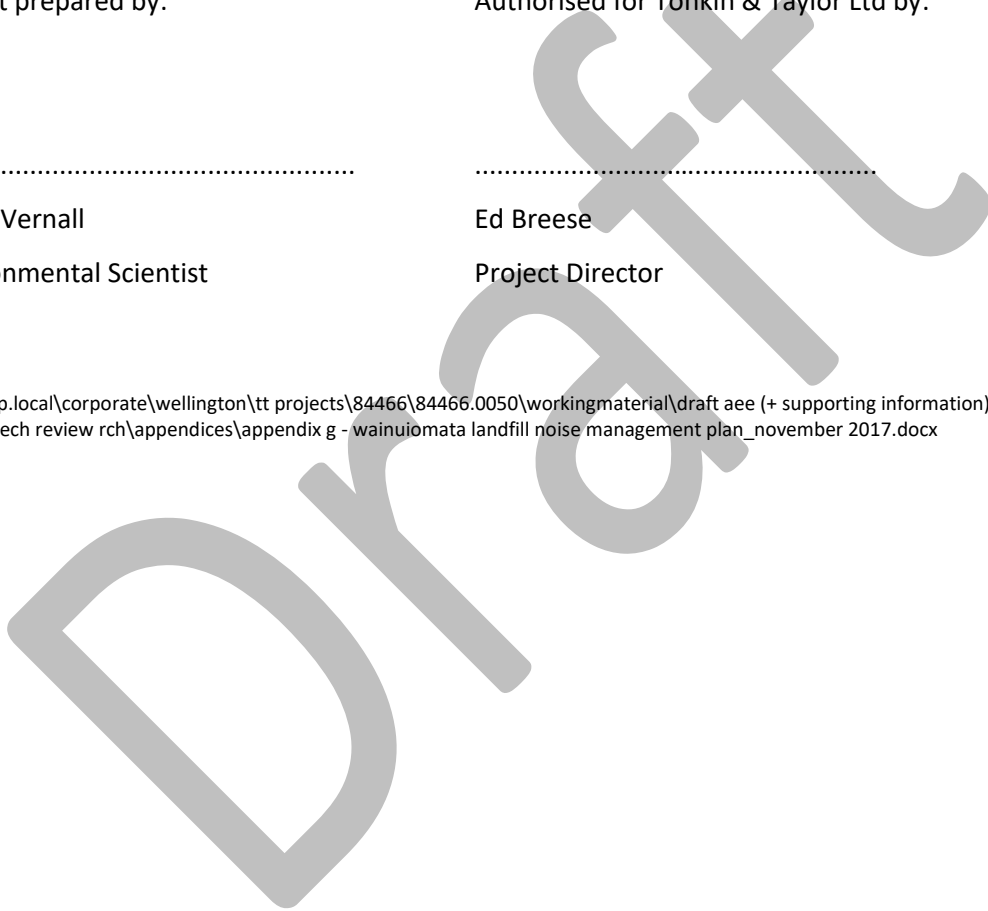 t prepared by:
Authorised for Tonkin & Taylor Ltd by:
Vernall
Ed Breese
onmental Scientist
Project Director
p.local\corporate\wellington\tt projects\84466\84466.0050\workingmaterial\draft aee (+ supporting information)
ech review rch\appendices\appendix g - wainuiomata landfill noise management plan_november 2017.docx
Draft